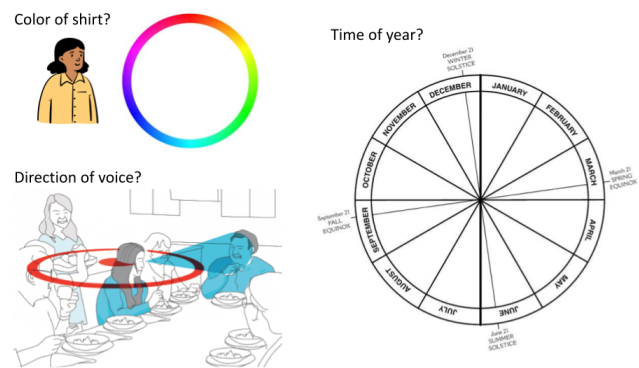 Color of shirt?
Time of year?
December 21
WINTER
SOLSTICE
DECEMBER
JANUARY
NOVEMBER
FEBRUARY
OCTOBER
MARCH
March 21
SPRING
EQUINOX
Direction of voice?
September 21
FALL
EQUINOX
SEPTEMBER
APRIL
AUGUST
MAY
JULY
JUNE
June 21
SUMMER
SOLSTICE